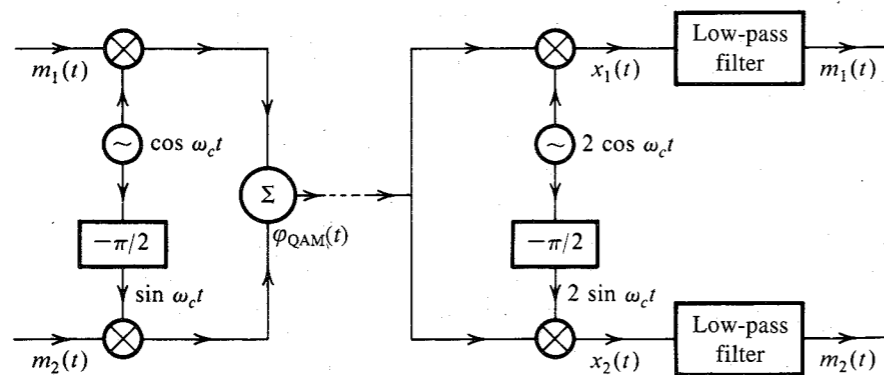 m₁(t)
cos ω_c t
−π/2
sin ω_c t
m₂(t)
Σ
φ_QAM(t)
x₁(t)
Low-pass
filter
m₁(t)
2 cos ω_c t
−π/2
2 sin ω_c t
x₂(t)
Low-pass
filter
m₂(t)